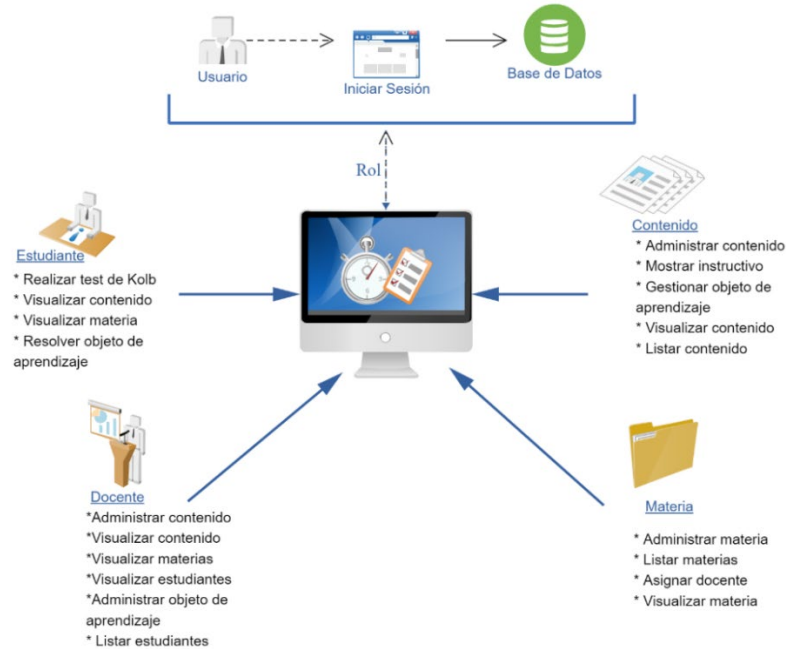 Usuario
Iniciar Sesión
Base de Datos
Rol
Estudiante
* Realizar test de Kolb
* Visualizar contenido
* Visualizar materia
* Resolver objeto de
aprendizaje
Contenido
* Administrar contenido
* Mostrar instructivo
* Gestionar objeto de
aprendizaje
* Visualizar contenido
* Listar contenido
Docente
*Administrar contenido
*Visualizar contenido
*Visualizar materias
*Visualizar estudiantes
*Administrar objeto de
aprendizaje
* Listar estudiantes
Materia
* Administrar materia
* Listar materias
* Asignar docente
* Visualizar materia